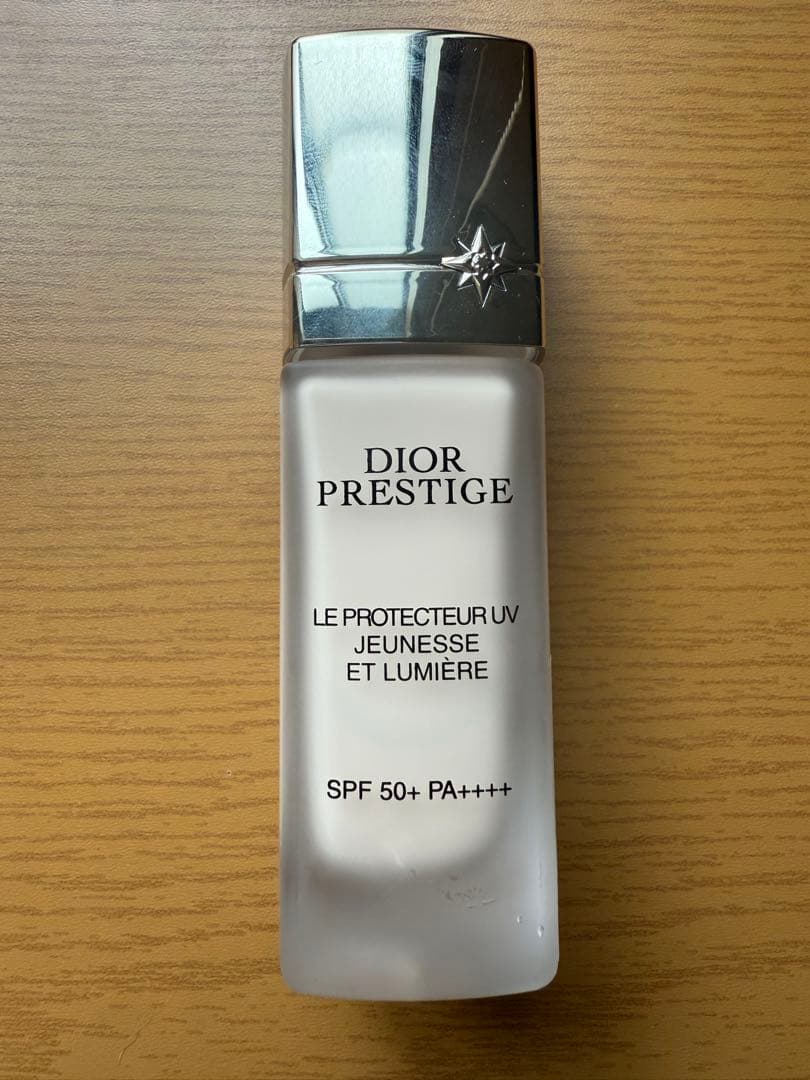 DIOR
PRESTIGE
LE PROTECTEUR UV
JEUNESSE
ET LUMIÈRE
SPF 50+ PA++++